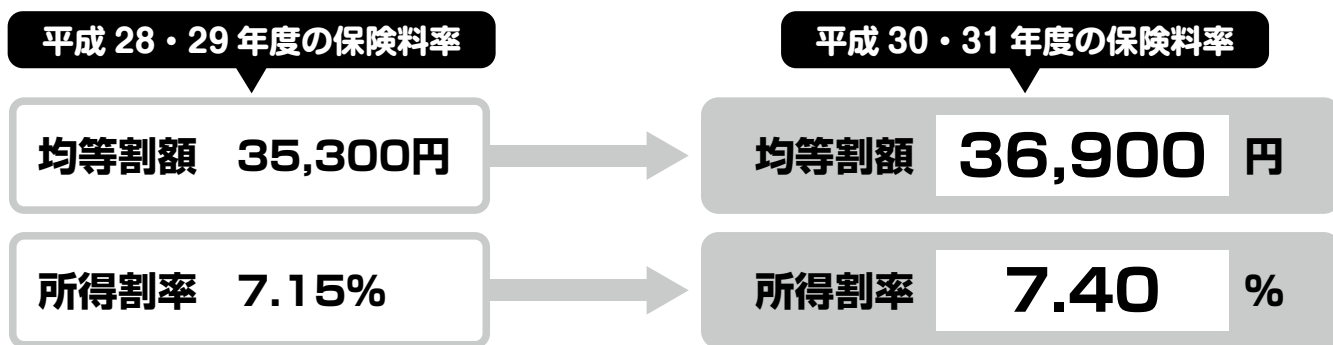 平成 28・29 年度の保険料率
平成 30・31 年度の保険料率
均等割額 35,300円
均等割額 36,900 円
所得割率 7.15%
所得割率 7.40 %